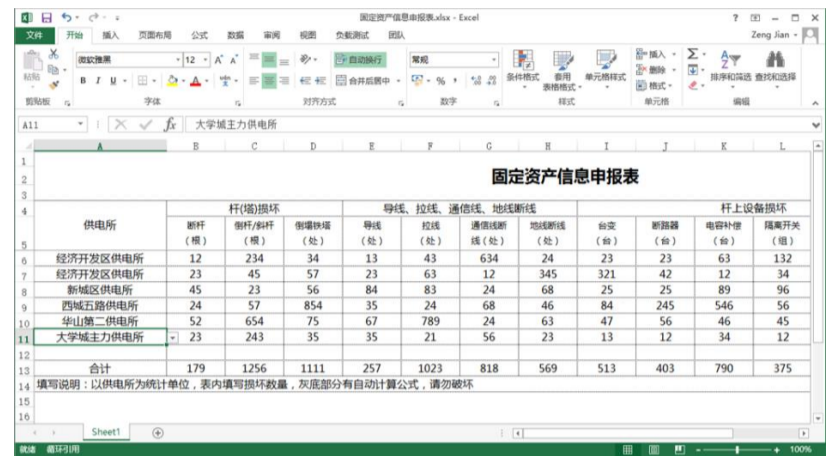 固定资产信息申报表.xlsx - Excel
文件 开始 插入 页面布局 公式 数据 审阅 视图 负载测试 团队 Zeng Jian
粘贴 微软雅黑 12 A A 自动换行 常规 条件格式 套用 单元格样式 插入 Σ 排序和筛选 查找和选择
B I U A 合并后居中 % 表格格式 删除
格式
剪贴板 字体 对齐方式 数字 样式 单元格 编辑
A11 fx 大学城主力供电所
A B C D E F G H I J K L
1
2 固定资产信息申报表
3
4 供电所 杆(塔)损坏 导线、拉线、通信线、地线断线 杆上设备损坏
5 断杆 倒杆/斜杆 倒塌铁塔 导线 拉线 通信线断 地线断线 台变 断路器 电容补偿 隔离开关
(根) (根) (处) (处) (处) 线(处) (处) (台) (台) (台) (组)
6 经济开发区供电所 12 234 34 13 43 634 24 23 23 63 132
7 经济开发区供电所 23 45 57 23 63 12 345 321 42 12 34
8 新城区供电所 45 23 56 84 83 24 68 25 25 89 96
9 西城五路供电所 24 57 854 35 24 68 46 84 245 546 56
10 华山第二供电所 52 654 75 67 789 24 63 47 56 46 45
11 大学城主力供电所 23 243 35 35 21 56 23 13 12 34 12
12
13 合计 179 1256 1111 257 1023 818 569 513 403 790 375
14 填写说明：以供电所为统计单位，表内填写损坏数量，灰底部分有自动计算公式，请勿破坏
15
16
Sheet1
就绪 循环引用 100%